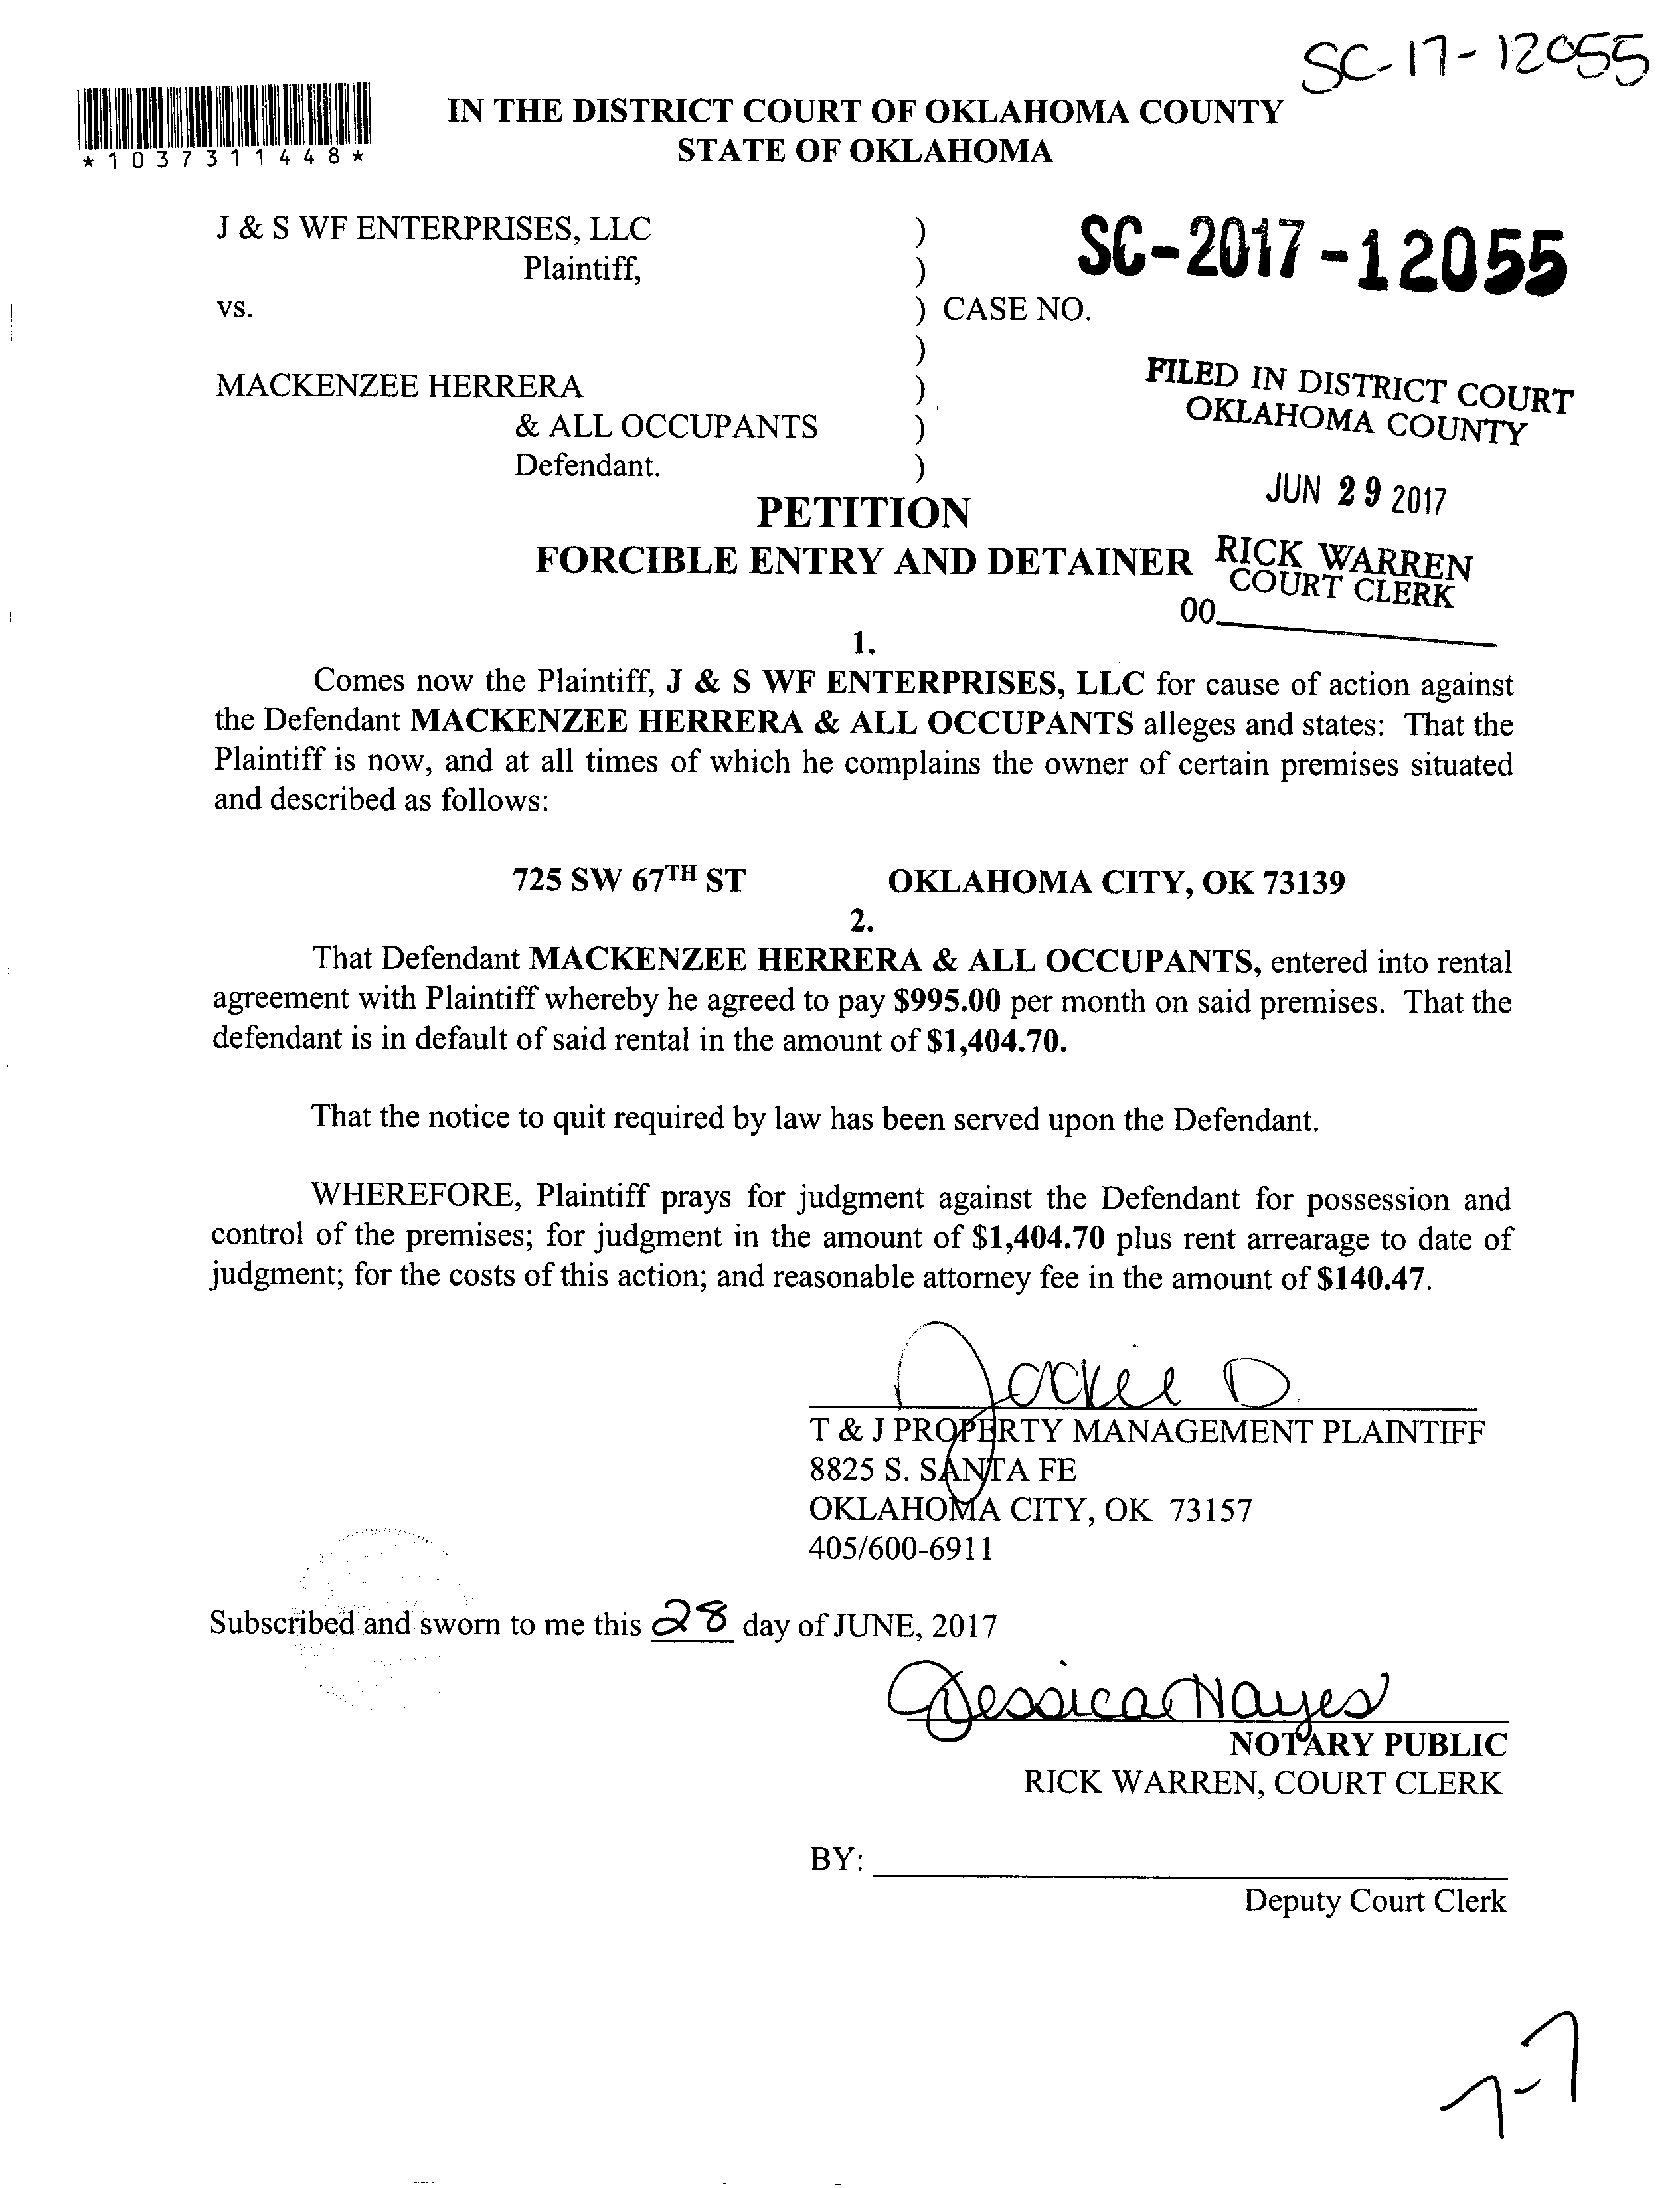 SC-17-12055
*1037311448*
IN THE DISTRICT COURT OF OKLAHOMA COUNTY
STATE OF OKLAHOMA
J & S WF ENTERPRISES, LLC )
Plaintiff, )
SC-2017-12055
vs. ) CASE NO.
)
MACKENZEE HERRERA )
& ALL OCCUPANTS )
Defendant. )
FILED IN DISTRICT COURT
OKLAHOMA COUNTY
JUN 29 2017
RICK WARREN
COURT CLERK
00
PETITION
FORCIBLE ENTRY AND DETAINER
1.
Comes now the Plaintiff, J & S WF ENTERPRISES, LLC for cause of action against
the Defendant MACKENZEE HERRERA & ALL OCCUPANTS alleges and states: That the
Plaintiff is now, and at all times of which he complains the owner of certain premises situated
and described as follows:
725 SW 67TH ST OKLAHOMA CITY, OK 73139
2.
That Defendant MACKENZEE HERRERA & ALL OCCUPANTS, entered into rental
agreement with Plaintiff whereby he agreed to pay $995.00 per month on said premises. That the
defendant is in default of said rental in the amount of $1,404.70.
That the notice to quit required by law has been served upon the Defendant.
WHEREFORE, Plaintiff prays for judgment against the Defendant for possession and
control of the premises; for judgment in the amount of $1,404.70 plus rent arrearage to date of
judgment; for the costs of this action; and reasonable attorney fee in the amount of $140.47.
Jackie D
T & J PROPERTY MANAGEMENT PLAINTIFF
8825 S. SANTA FE
OKLAHOMA CITY, OK 73157
405/600-6911
Subscribed and sworn to me this 28 day of JUNE, 2017
Jessica Hayes
NOTARY PUBLIC
RICK WARREN, COURT CLERK
BY:
Deputy Court Clerk
7-7